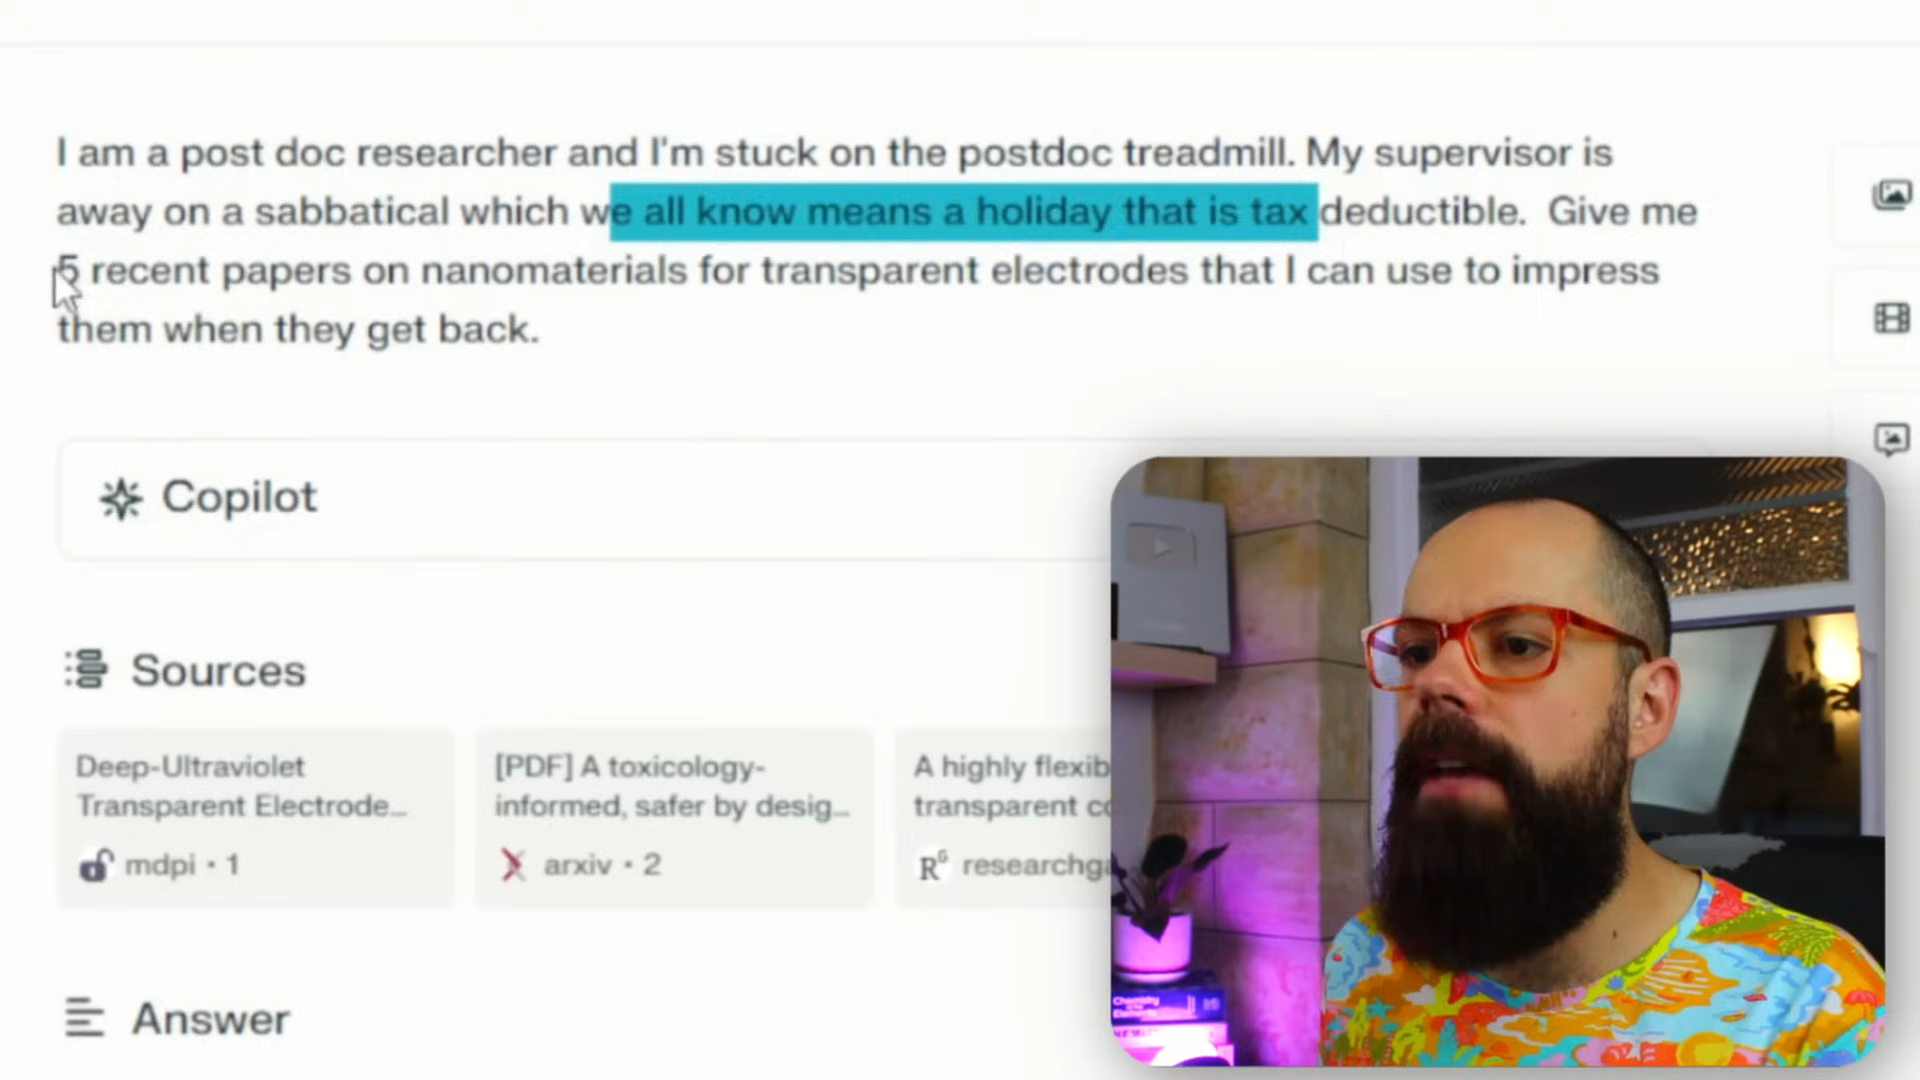 I am a post doc researcher and I'm stuck on the postdoc treadmill. My supervisor is
away on a sabbatical which we all know means a holiday that is tax deductible. Give me
5 recent papers on nanomaterials for transparent electrodes that I can use to impress
them when they get back.
Copilot
Sources
Deep-Ultraviolet
Transparent Electrode...
mdpi • 1
[PDF] A toxicology-
informed, safer by desig...
arxiv • 2
A highly flexib
transparent co
researchga
Answer
Chemistry